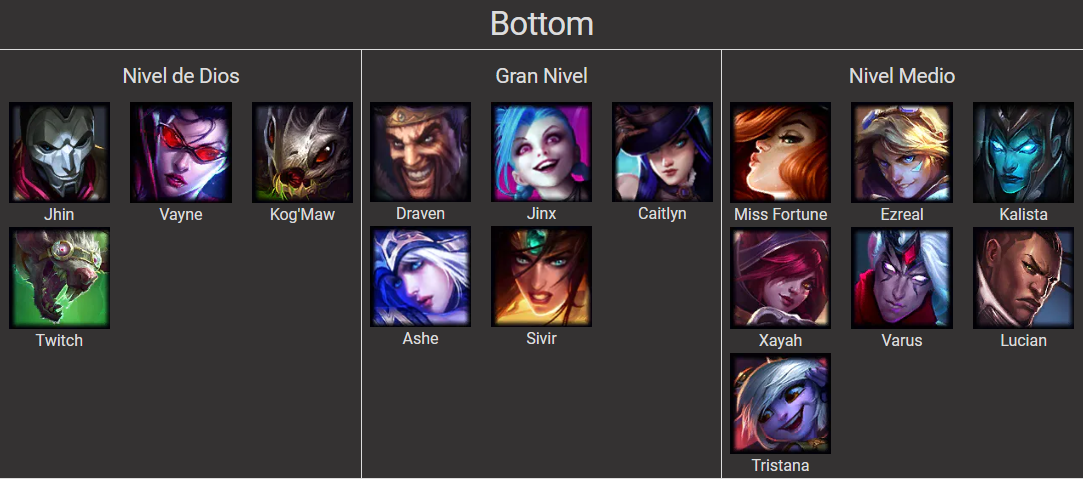 Bottom
Nivel de Dios
Jhin Vayne Kog'Maw
Twitch
Gran Nivel
Draven Jinx Caitlyn
Ashe Sivir
Nivel Medio
Miss Fortune Ezreal Kalista
Xayah Varus Lucian
Tristana